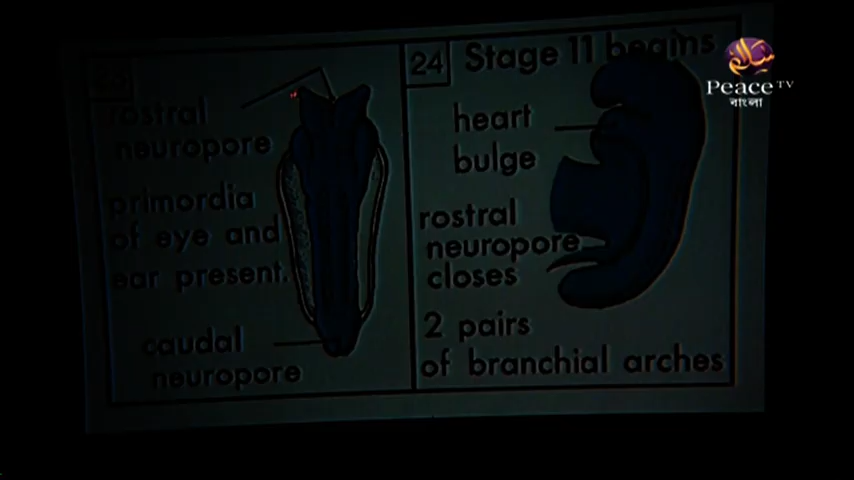 rostral
neuropore
primordia
of eye and
ear present.
caudal
neuropore
24 Stage 11 begins
heart
bulge
rostral
neuropore
closes
2 pairs
of branchial arches
Peace TV
বাংলা